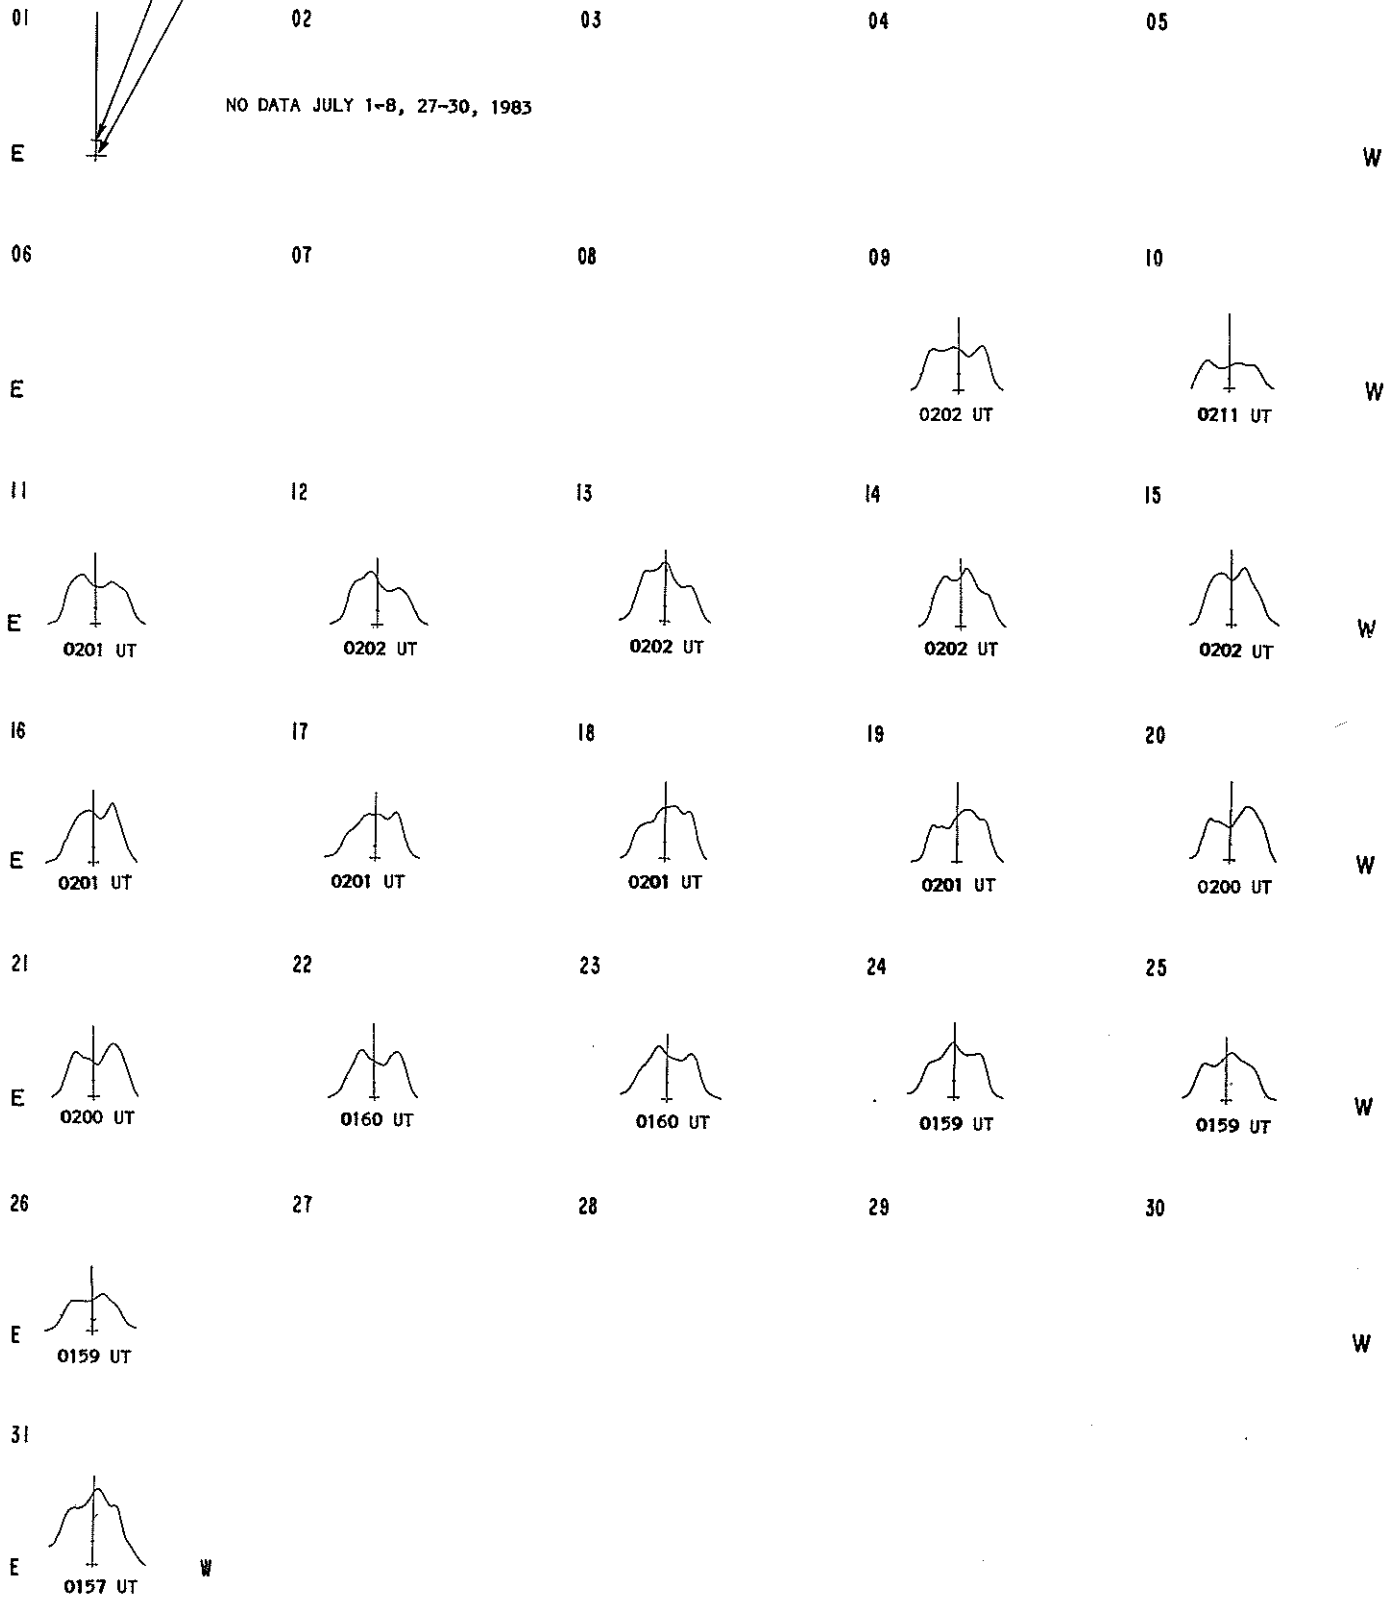 01 02 03 04 05
NO DATA JULY 1-8, 27-30, 1983
E W
06 07 08 09 10
E W
0202 UT 0211 UT
11 12 13 14 15
E W
0201 UT 0202 UT 0202 UT 0202 UT 0202 UT
16 17 18 19 20
E W
0201 UT 0201 UT 0201 UT 0201 UT 0200 UT
21 22 23 24 25
E W
0200 UT 0160 UT 0160 UT 0159 UT 0159 UT
26 27 28 29 30
E W
0159 UT
31
E W
0157 UT